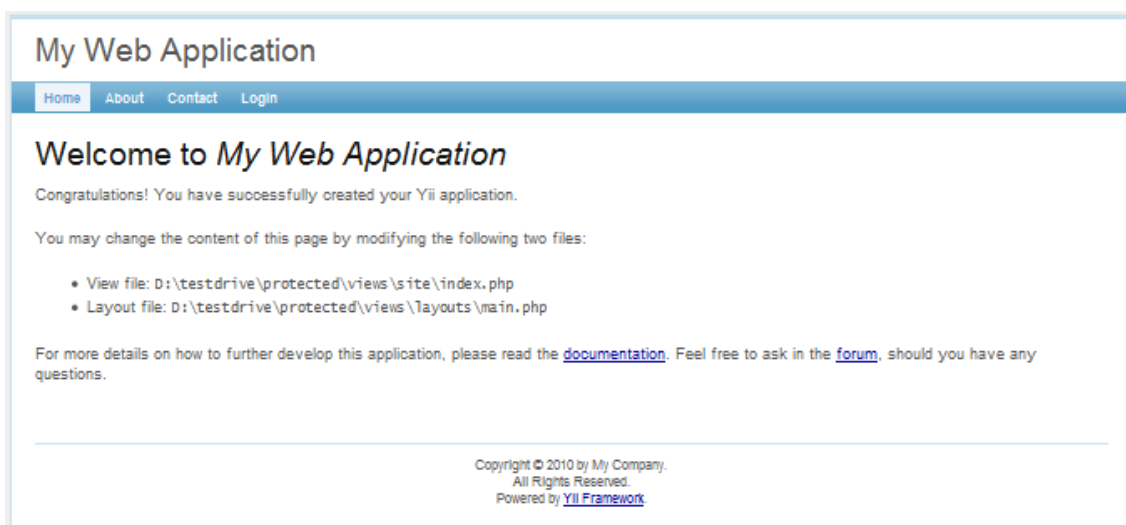 My Web Application
Home About Contact Login
Welcome to My Web Application
Congratulations! You have successfully created your Yii application.
You may change the content of this page by modifying the following two files:
• View file: D:\testdrive\protected\views\site\index.php
• Layout file: D:\testdrive\protected\views\layouts\main.php
For more details on how to further develop this application, please read the documentation. Feel free to ask in the forum, should you have any
questions.
Copyright © 2010 by My Company.
All Rights Reserved.
Powered by Yii Framework.